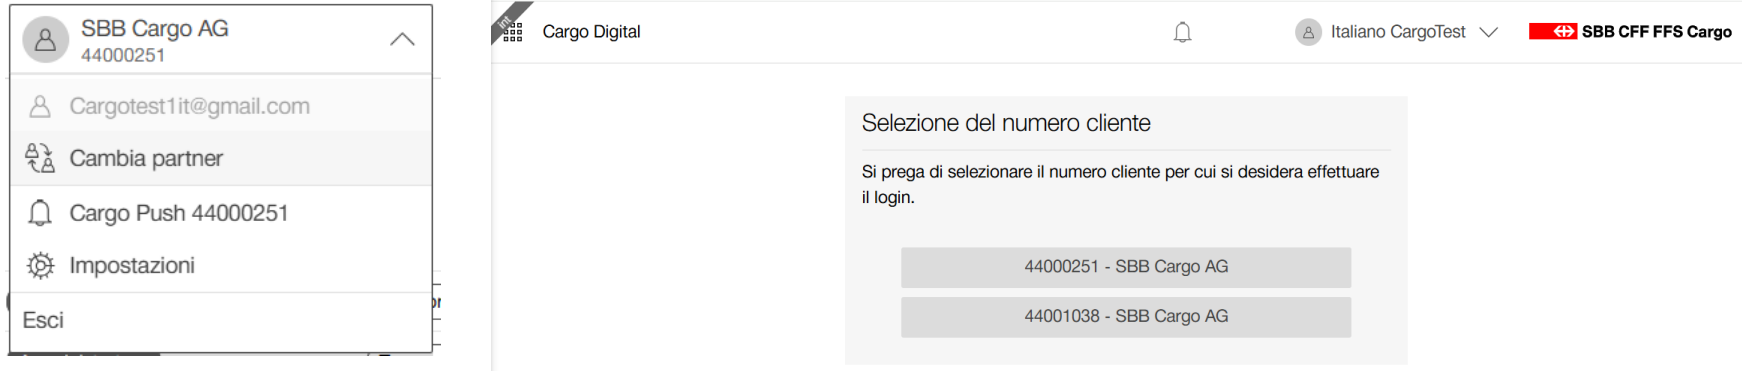 SBB Cargo AG
44000251
Cargotest1it@gmail.com
Cambia partner
Cargo Push 44000251
Impostazioni
Esci
int
Cargo Digital
Italiano CargoTest
SBB CFF FFS Cargo
Selezione del numero cliente
Si prega di selezionare il numero cliente per cui si desidera effettuare
il login.
44000251 - SBB Cargo AG
44001038 - SBB Cargo AG